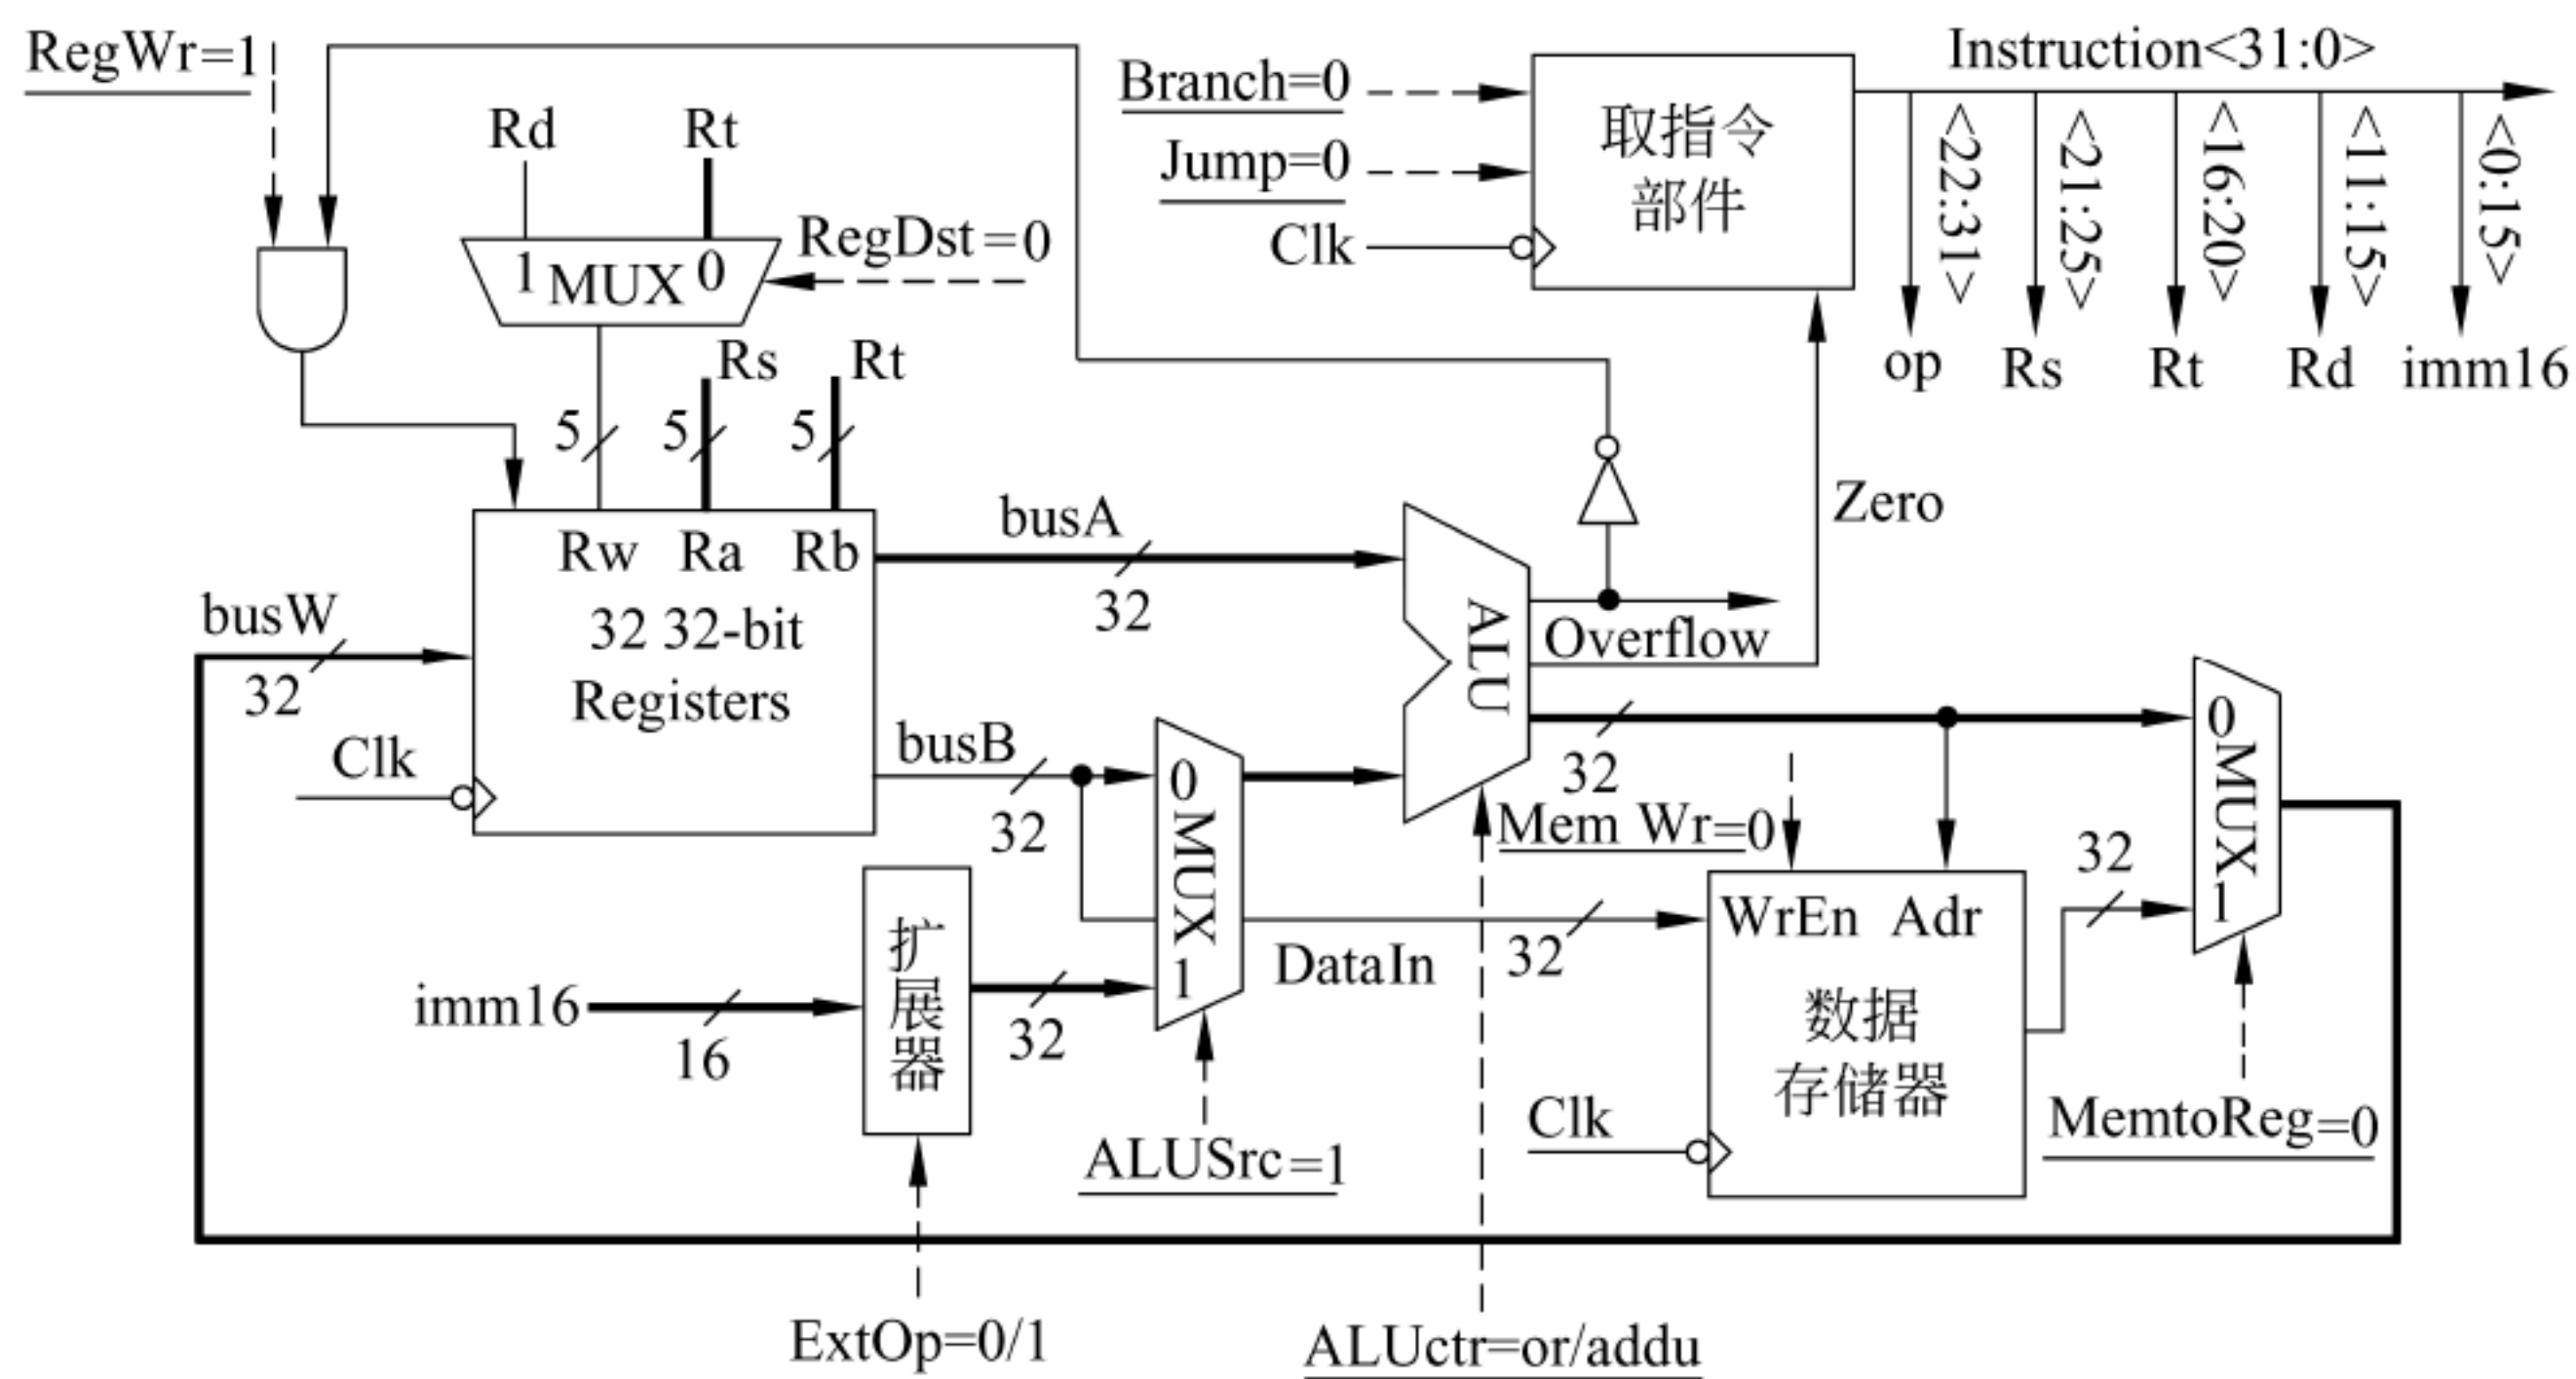 RegWr=1
Rd
Rt
1 MUX 0
RegDst=0
Branch=0
Jump=0
Clk
取指令
部件
Instruction<31:0>
<22:31>
<21:25>
<16:20>
<11:15>
<0:15>
op
Rs
Rt
Rd
imm16
Rs
Rt
5
5
5
Rw Ra Rb
32 32-bit
Registers
busW
32
Clk
busA
32
busB
32
ALU
Overflow
Zero
32
0
MUX
1
imm16
16
扩展器
32
DataIn
32
Mem Wr=0
WrEn Adr
数据
存储器
Clk
32
0
MUX
1
MemtoReg=0
ALUSrc=1
ExtOp=0/1
ALUctr=or/addu